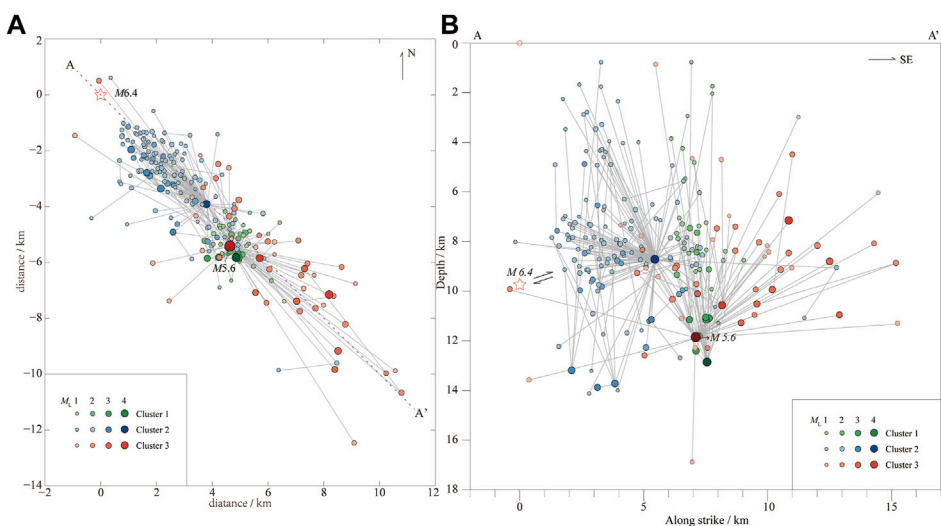 A
B
2
0
−2
−4
−6
−8
−10
−12
−14
distance / km
−2
0
2
4
6
8
10
12
14
diatance / km
A
A'
N
M6.4
M5.6
ML 1 2 3 4
Cluster 1
Cluster 2
Cluster 3
A
A'
SE
0
2
4
6
8
10
12
14
16
18
Depth / km
M 6.4
M 5.6
0
5
10
15
Along strike / km
ML 1 2 3 4
Cluster 1
Cluster 2
Cluster 3